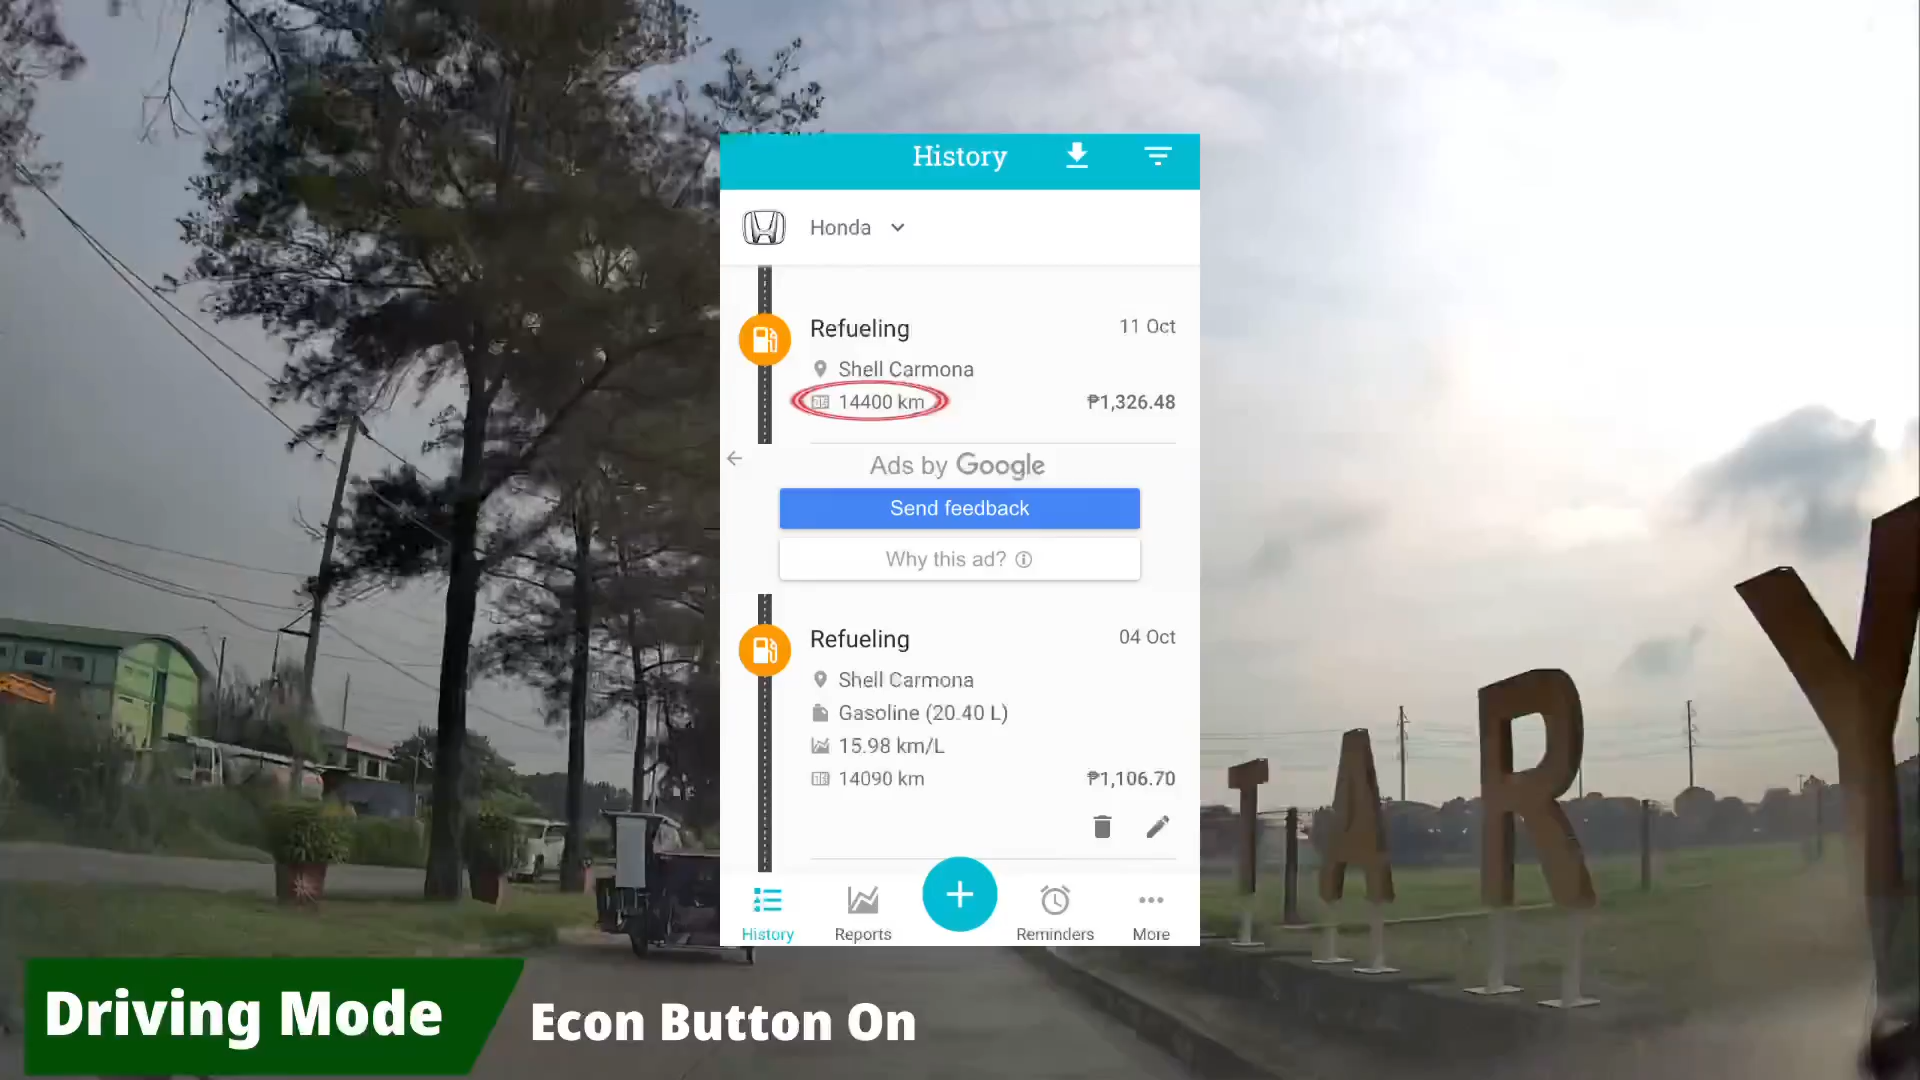 History
Honda
Refueling
11 Oct
Shell Carmona
14400 km
₱1,326.48
Ads by Google
Send feedback
Why this ad?
Refueling
04 Oct
Shell Carmona
Gasoline (20.40 L)
15.98 km/L
14090 km
₱1,106.70
History
Reports
Reminders
More
TARY
Driving Mode
Econ Button On